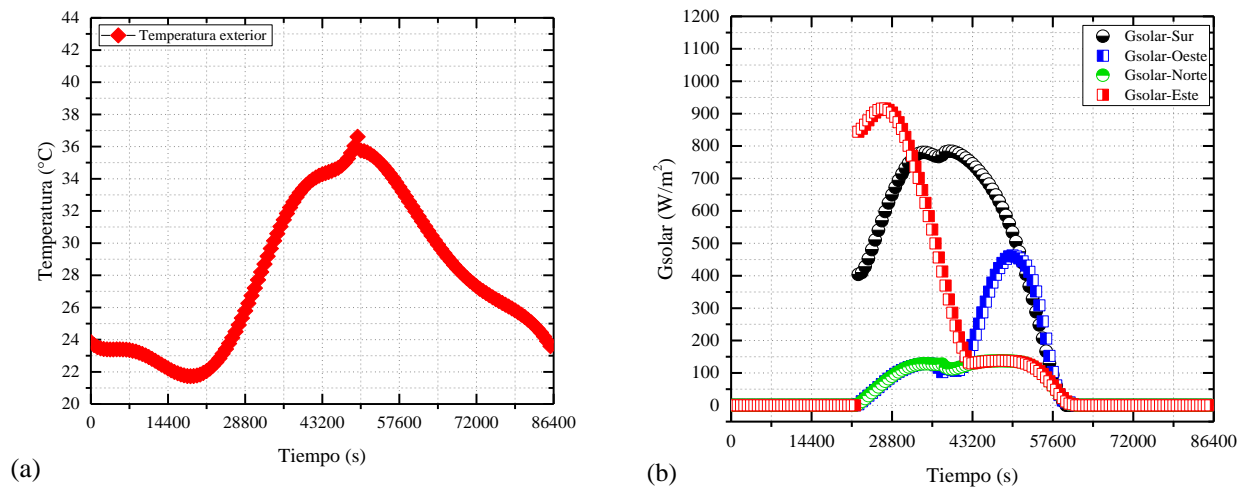 44
42
40
38
36
34
32
30
28
26
24
22
20
Temperatura (°C)
Temperatura exterior
0 14400 28800 43200 57600 72000 86400
Tiempo (s)
(a)
1200
1100
1000
900
800
700
600
500
400
300
200
100
0
Gsolar (W/m²)
Gsolar-Sur
Gsolar-Oeste
Gsolar-Norte
Gsolar-Este
0 14400 28800 43200 57600 72000 86400
Tiempo (s)
(b)